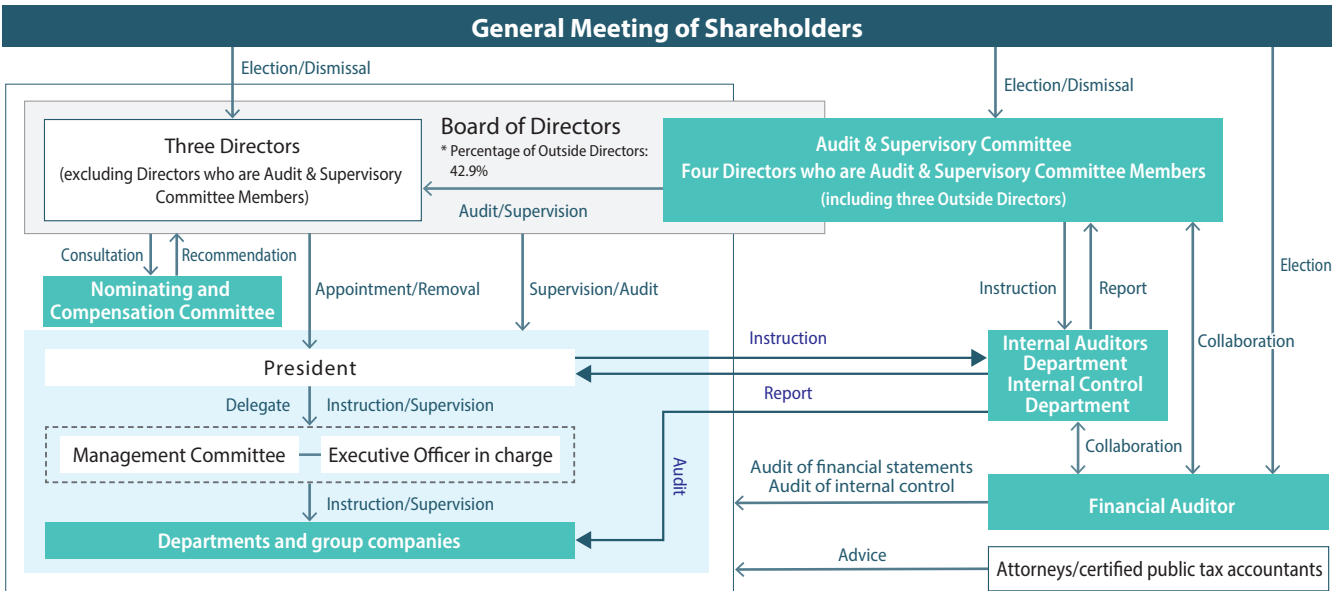 General Meeting of Shareholders
Election/Dismissal
Election/Dismissal
Board of Directors
* Percentage of Outside Directors:
42.9%
Three Directors
(excluding Directors who are Audit & Supervisory
Committee Members)
Audit & Supervisory Committee
Four Directors who are Audit & Supervisory Committee Members
(including three Outside Directors)
Audit/Supervision
Consultation
Recommendation
Election
Nominating and
Compensation Committee
Appointment/Removal
Supervision/Audit
Instruction
Report
Collaboration
President
Instruction
Report
Internal Auditors
Department
Internal Control
Department
Delegate
Instruction/Supervision
Management Committee
Executive Officer in charge
Audit
Collaboration
Audit of financial statements
Audit of internal control
Financial Auditor
Instruction/Supervision
Departments and group companies
Advice
Attorneys/certified public tax accountants